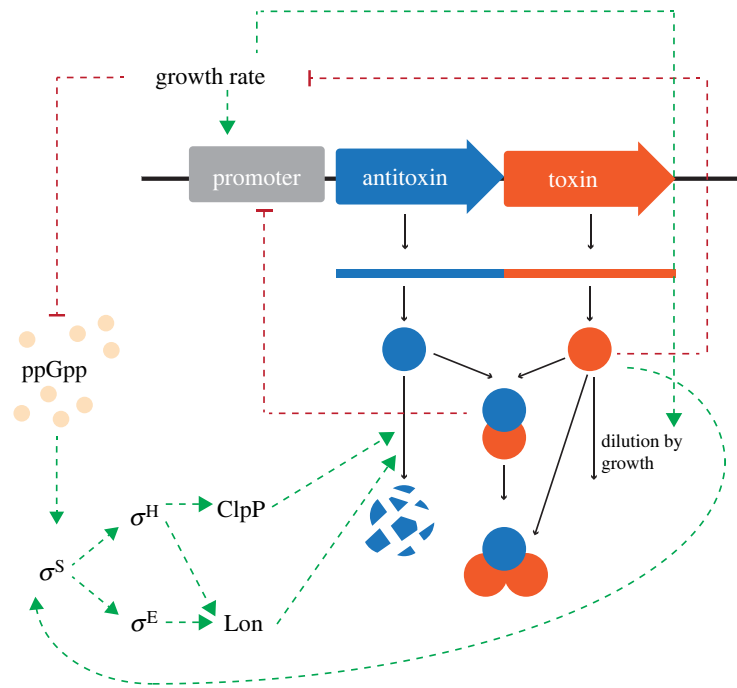 growth rate
promoter
antitoxin
toxin
ppGpp
dilution by
growth
σH
ClpP
σS
σE
Lon